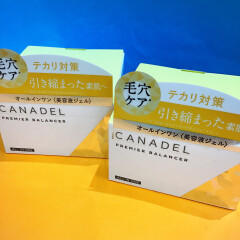 毛穴
ケア
テカリ対策
引き締まった素肌へ
オールインワン〈美容液ジェル〉
CANADEL
PREMIER BALANCER
毛穴
ケア
テカリ対策
引き締まった素肌へ
オールインワン〈美容液ジェル〉
CANADEL
PREMIER BALANCER